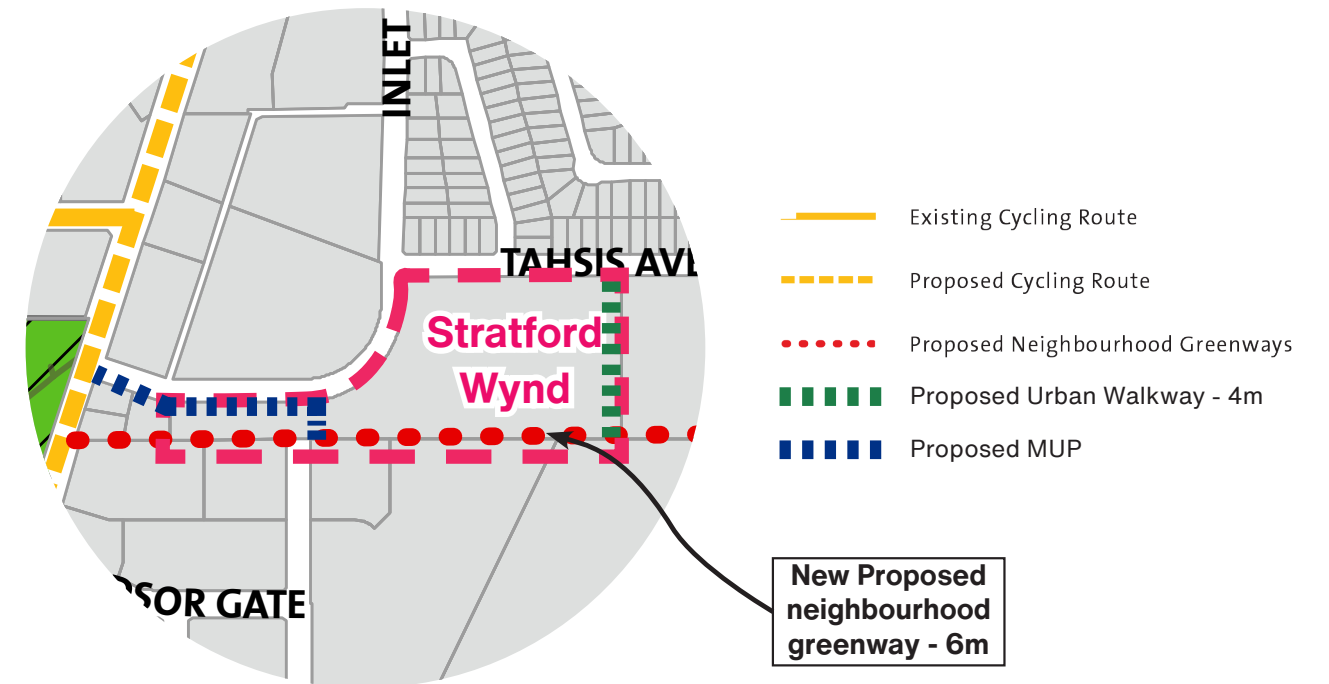 INLET
TAHSIS AVE
Stratford
Wynd
SOR GATE
Existing Cycling Route
Proposed Cycling Route
Proposed Neighbourhood Greenways
Proposed Urban Walkway - 4m
Proposed MUP
New Proposed
neighbourhood
greenway - 6m